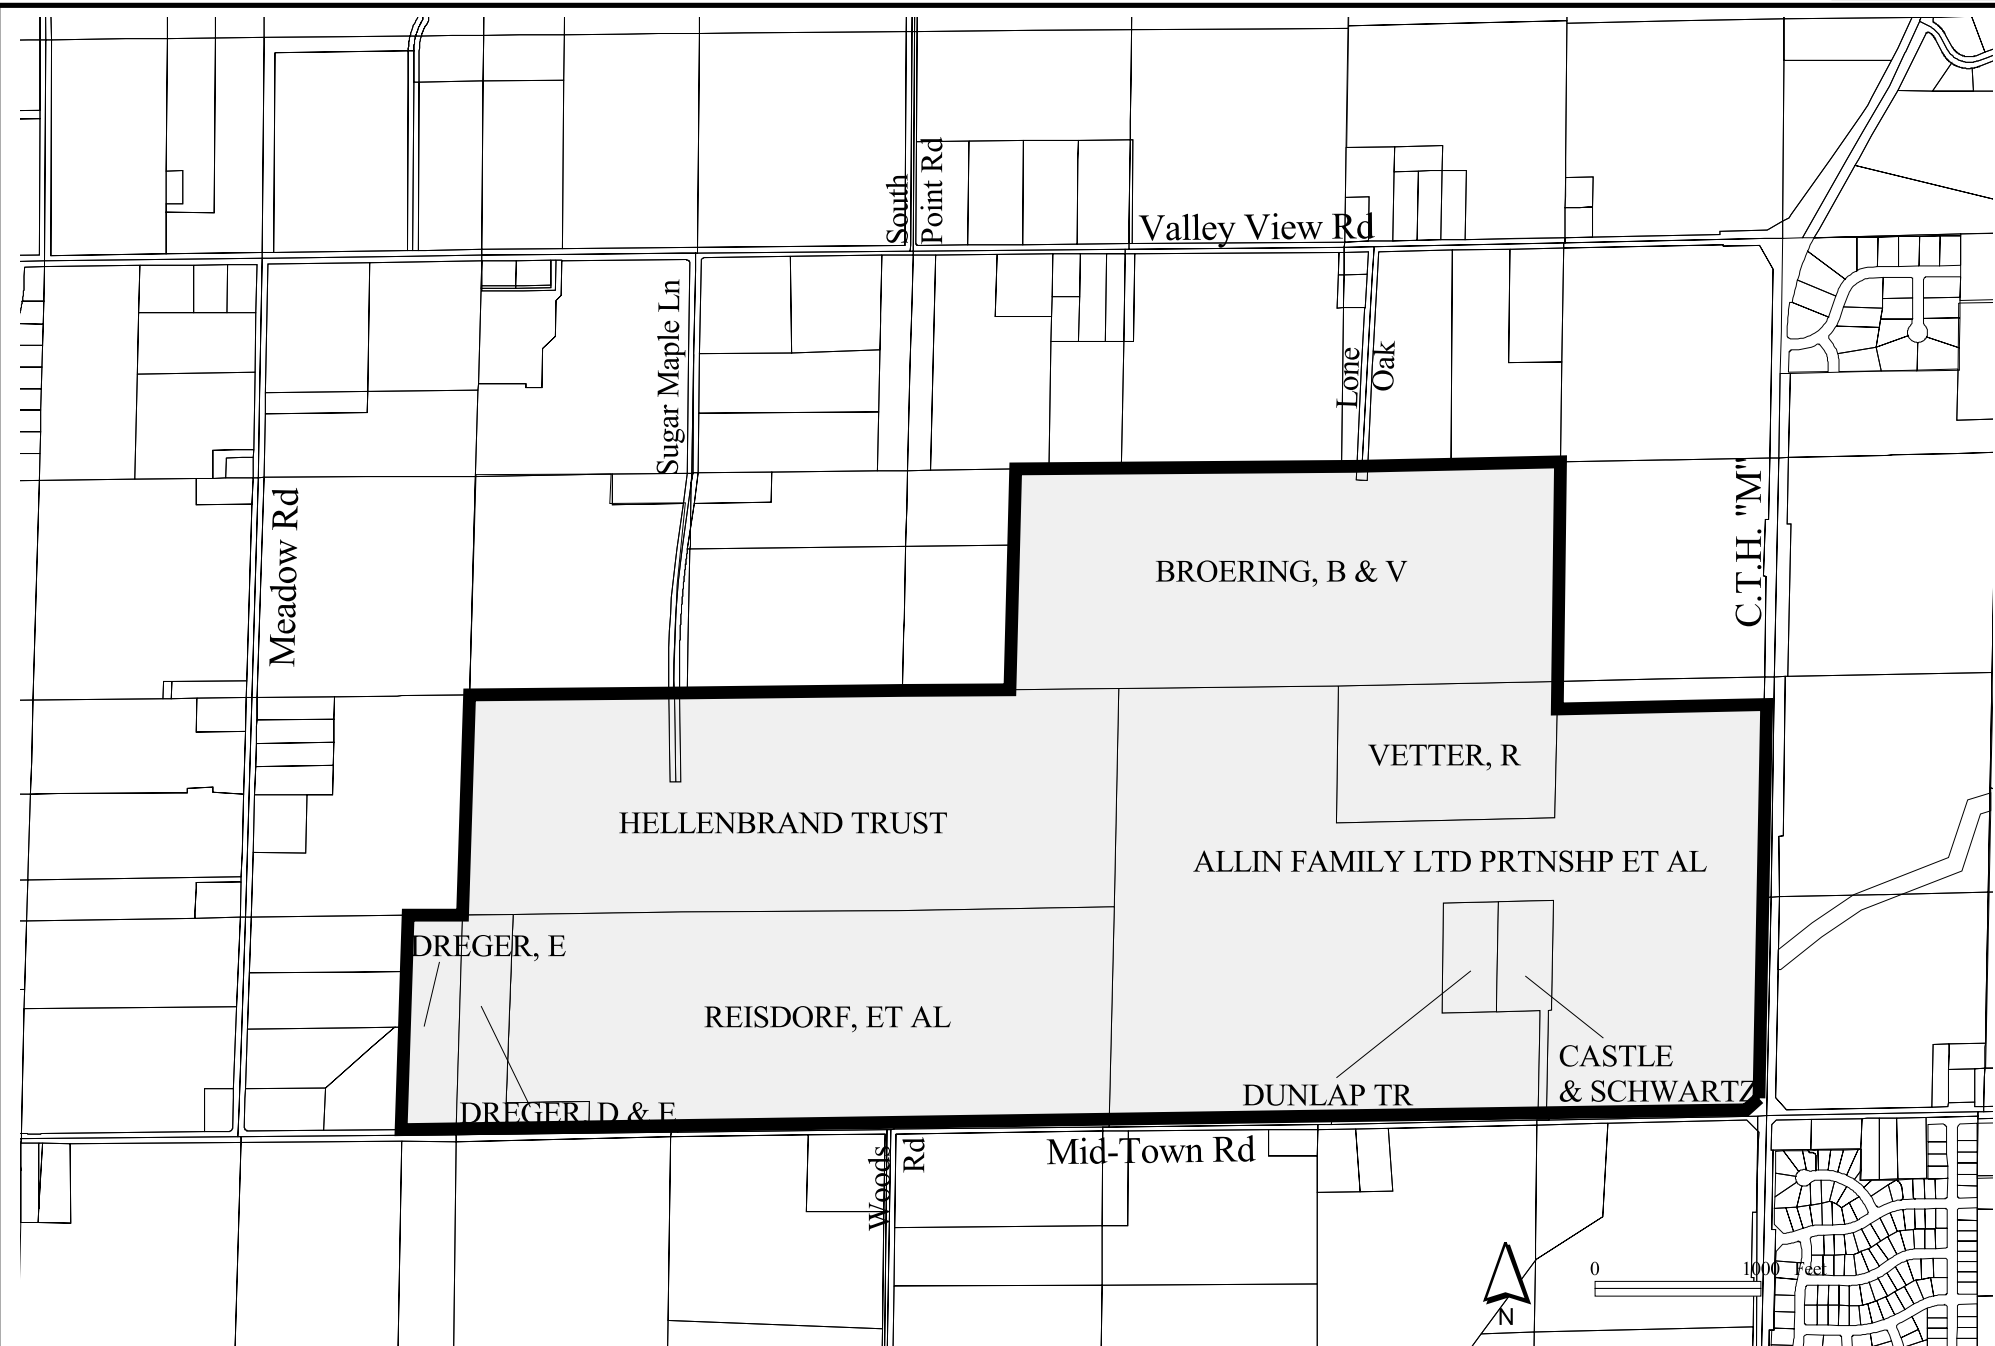 South
Point Rd
Valley View Rd
Sugar Maple Ln
Lone
Oak
Meadow Rd
C.T.H. "M"
BROERING, B & V
VETTER, R
HELLENBRAND TRUST
ALLIN FAMILY LTD PRTNSHP ET AL
DREGER, E
REISDORF, ET AL
CASTLE
& SCHWARTZ
DUNLAP TR
DREGER, D & E
Woods
Rd
Mid-Town Rd
0 1000 Feet
N